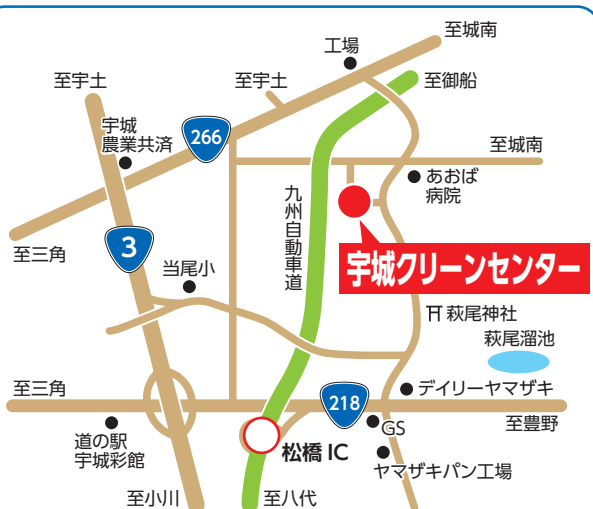 至城南
工場
至宇土
至宇土
至御船
宇城
農業共済
266
至城南
あおば
病院
九州自動車道
至三角
3
当尾小
宇城クリーンセンター
萩尾神社
萩尾溜池
至三角
218
デイリーヤマザキ
至豊野
道の駅
宇城彩館
GS
松橋 IC
ヤマザキパン工場
至小川
至八代